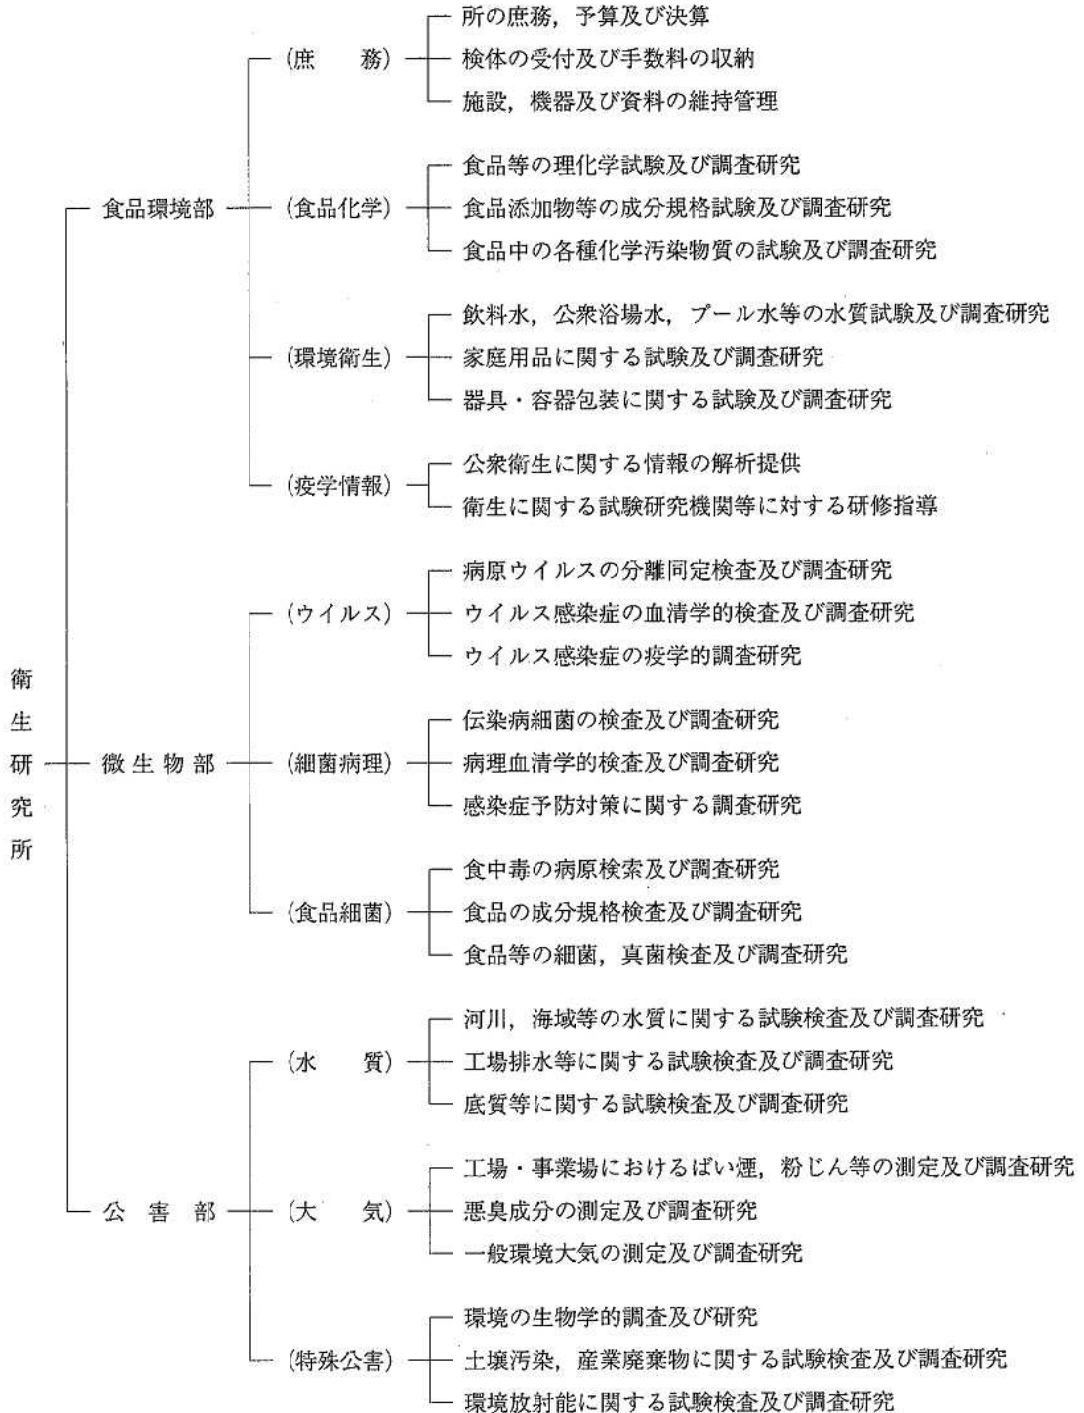 衛生研究所
食品環境部
(庶　務)
所の庶務，予算及び決算
検体の受付及び手数料の収納
施設，機器及び資料の維持管理
(食品化学)
食品等の理化学試験及び調査研究
食品添加物等の成分規格試験及び調査研究
食品中の各種化学汚染物質の試験及び調査研究
(環境衛生)
飲料水，公衆浴場水，プール水等の水質試験及び調査研究
家庭用品に関する試験及び調査研究
器具・容器包装に関する試験及び調査研究
(疫学情報)
公衆衛生に関する情報の解析提供
衛生に関する試験研究機関等に対する研修指導
微生物部
(ウイルス)
病原ウイルスの分離同定検査及び調査研究
ウイルス感染症の血清学的検査及び調査研究
ウイルス感染症の疫学的調査研究
(細菌病理)
伝染病細菌の検査及び調査研究
病理血清学的検査及び調査研究
感染症予防対策に関する調査研究
(食品細菌)
食中毒の病原検索及び調査研究
食品の成分規格検査及び調査研究
食品等の細菌，真菌検査及び調査研究
公害部
(水　質)
河川，海域等の水質に関する試験検査及び調査研究
工場排水等に関する試験検査及び調査研究
底質等に関する試験検査及び調査研究
(大　気)
工場・事業場におけるばい煙，粉じん等の測定及び調査研究
悪臭成分の測定及び調査研究
一般環境大気の測定及び調査研究
(特殊公害)
環境の生物学的調査及び研究
土壌汚染，産業廃棄物に関する試験検査及び調査研究
環境放射能に関する試験検査及び調査研究